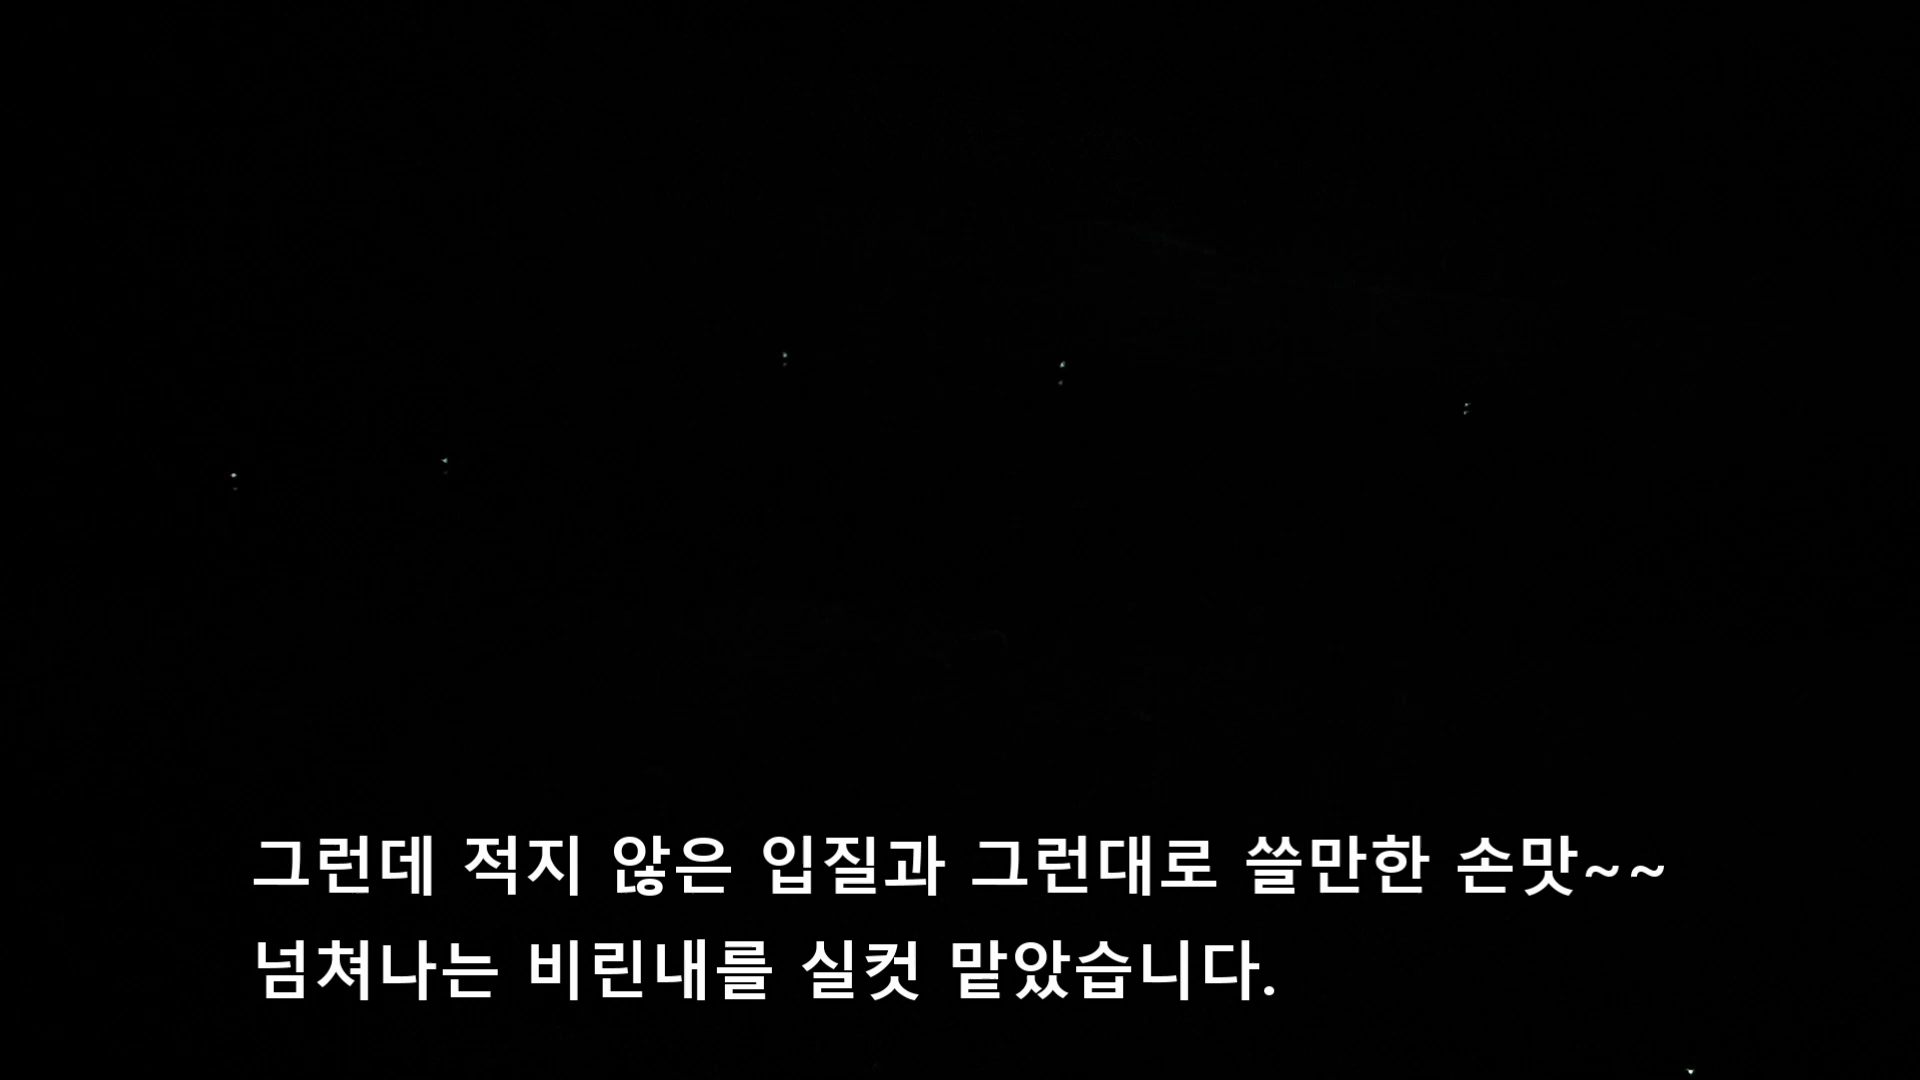 그런데 적지 않은 입질과 그런대로 쓸만한 손맛~~
넘쳐나는 비린내를 실컷 맡았습니다.